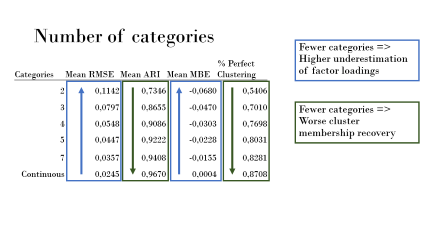 Number of categories
% Perfect
Categories Mean RMSE Mean ARI Mean MBE Clustering
2 0,1142 0,7346 -0,0680 0,5406
3 0,0797 0,8655 -0,0470 0,7010
4 0,0548 0,9086 -0,0303 0,7698
5 0,0447 0,9222 -0,0228 0,8031
7 0,0357 0,9408 -0,0155 0,8281
Continuous 0,0245 0,9670 0,0004 0,8708
Fewer categories =>
Higher underestimation
of factor loadings
Fewer categories =>
Worse cluster
membership recovery